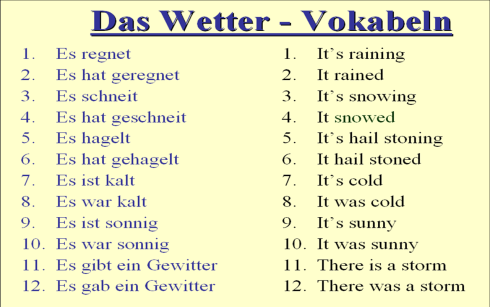 Das Wetter - Vokabeln
1. Es regnet 1. It's raining
2. Es hat geregnet 2. It rained
3. Es schneit 3. It's snowing
4. Es hat geschneit 4. It snowed
5. Es hagelt 5. It's hail stoning
6. Es hat gehagelt 6. It hail stoned
7. Es ist kalt 7. It's cold
8. Es war kalt 8. It was cold
9. Es ist sonnig 9. It's sunny
10. Es war sonnig 10. It was sunny
11. Es gibt ein Gewitter 11. There is a storm
12. Es gab ein Gewitter 12. There was a storm